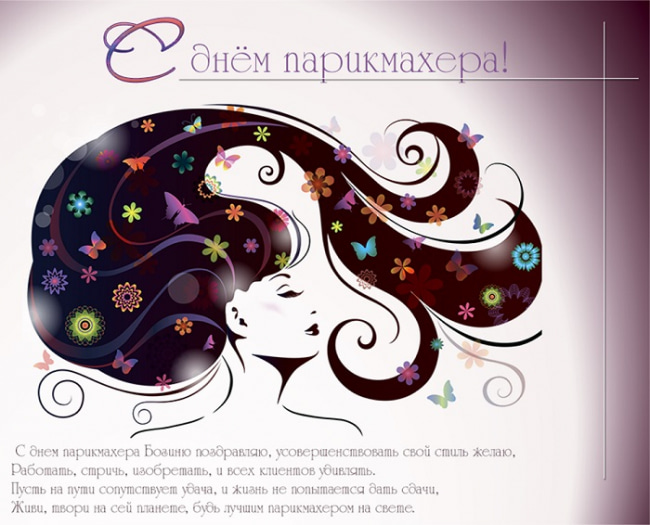 С днём парикмахера!
С днем парикмахера Богиню поздравляю, усовершенствовать свой стиль желаю,
Работать, стричь, изобретать, и всех клиентов удивлять.
Пусть на пути сопутствует удача, и жизнь не попытается дать сдачи,
Живи, твори на сей планете, будь лучшим парикмахером на свете.